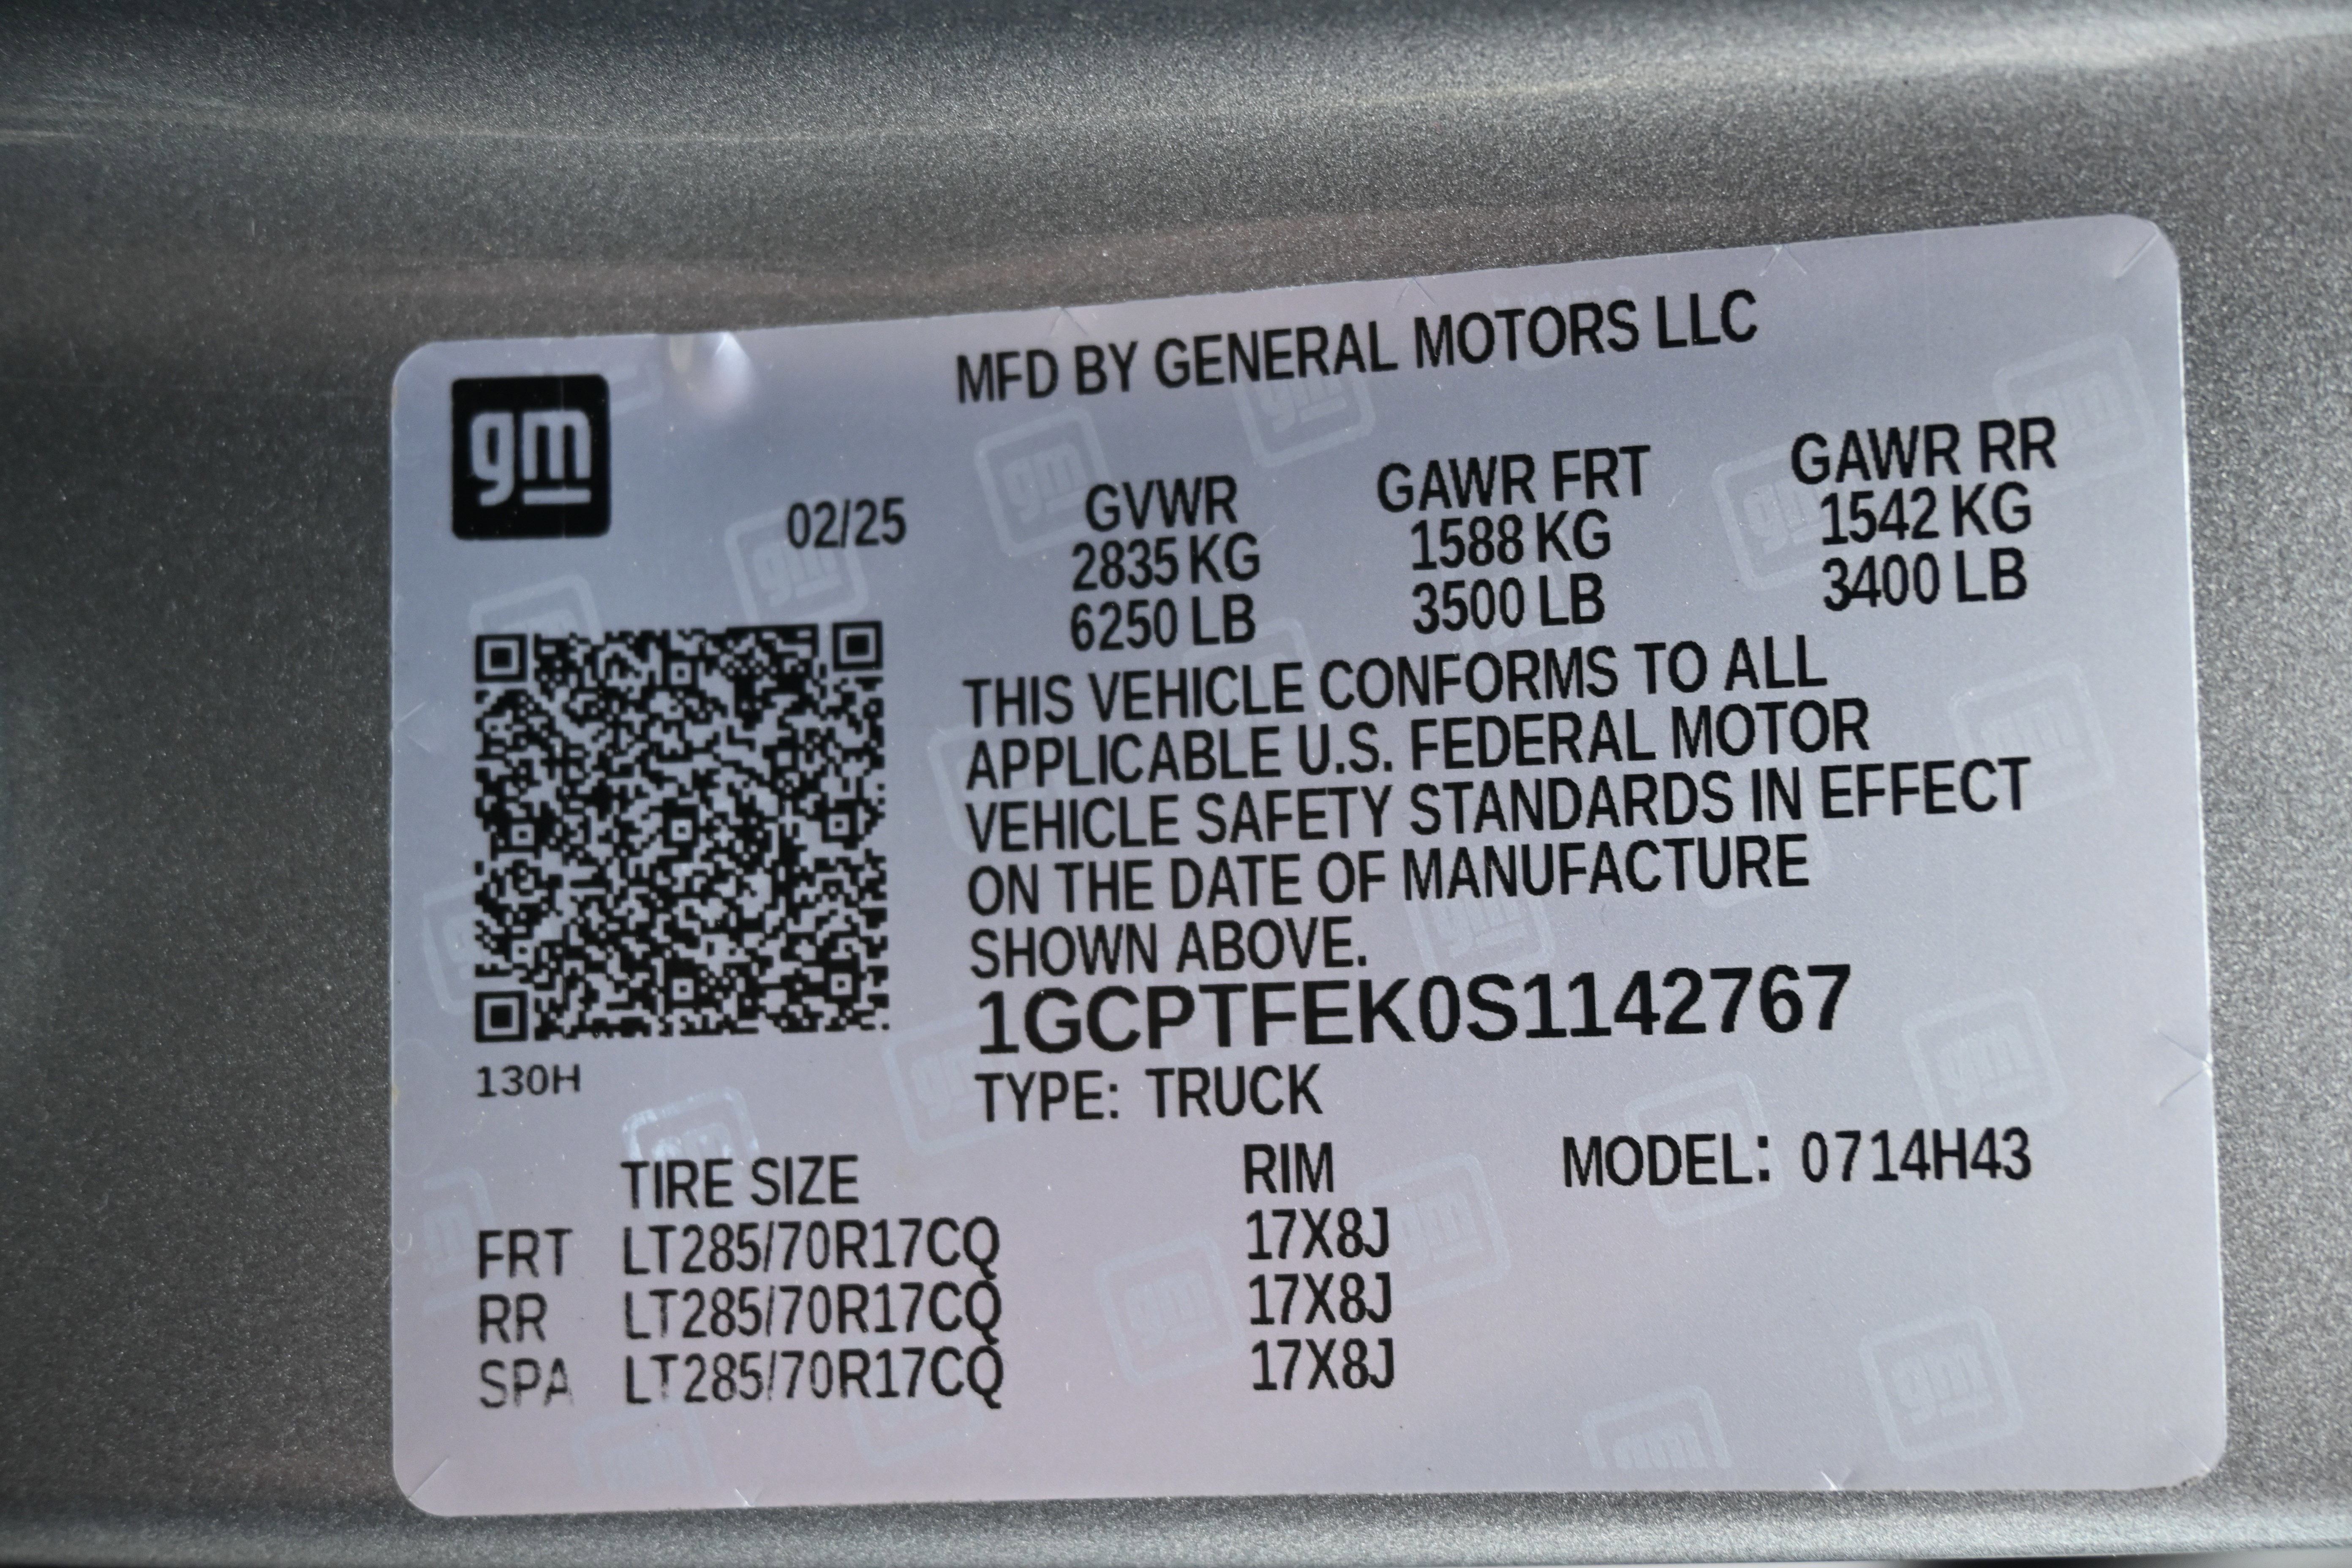 gm
MFD BY GENERAL MOTORS LLC
02/25
GVWR GAWR FRT GAWR RR
2835 KG 1588 KG 1542 KG
6250 LB 3500 LB 3400 LB
THIS VEHICLE CONFORMS TO ALL
APPLICABLE U.S. FEDERAL MOTOR
VEHICLE SAFETY STANDARDS IN EFFECT
ON THE DATE OF MANUFACTURE
SHOWN ABOVE.
1GCPTFEK0S1142767
130H
TYPE: TRUCK
TIRE SIZE RIM MODEL: 0714H43
FRT LT285/70R17CQ 17X8J
RR LT285/70R17CQ 17X8J
SPA LT285/70R17CQ 17X8J